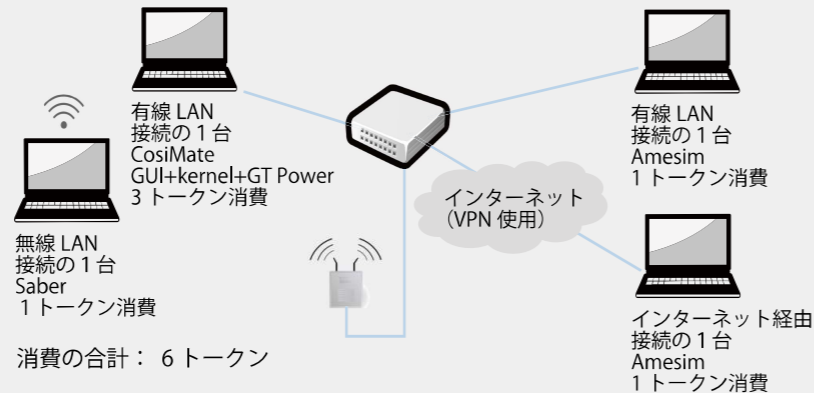 有線 LAN
接続の 1 台
CosiMate
GUI+kernel+GT Power
3 トークン消費
無線 LAN
接続の 1 台
Saber
1 トークン消費
インターネット
（VPN 使用）
有線 LAN
接続の 1 台
Amesim
1 トークン消費
インターネット経由
接続の 1 台
Amesim
1 トークン消費
消費の合計： 6 トークン